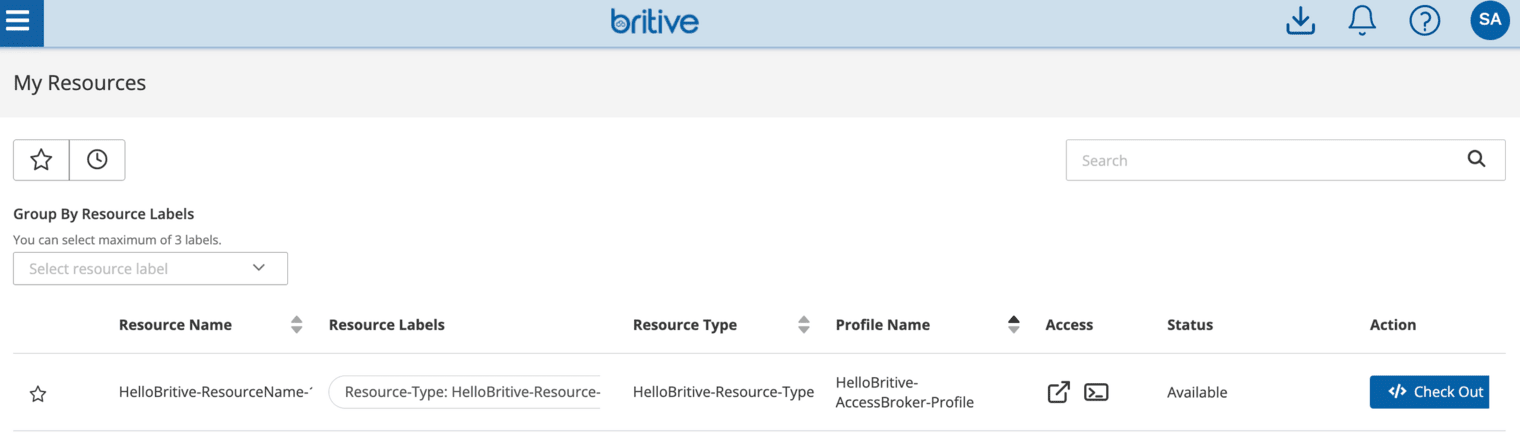 britive
SA
My Resources
Search
Group By Resource Labels
You can select maximum of 3 labels.
Select resource label
Resource Name Resource Labels Resource Type Profile Name Access Status Action
HelloBritive-ResourceName- Resource-Type: HelloBritive-Resource- HelloBritive-Resource-Type HelloBritive-
AccessBroker-Profile Available Check Out